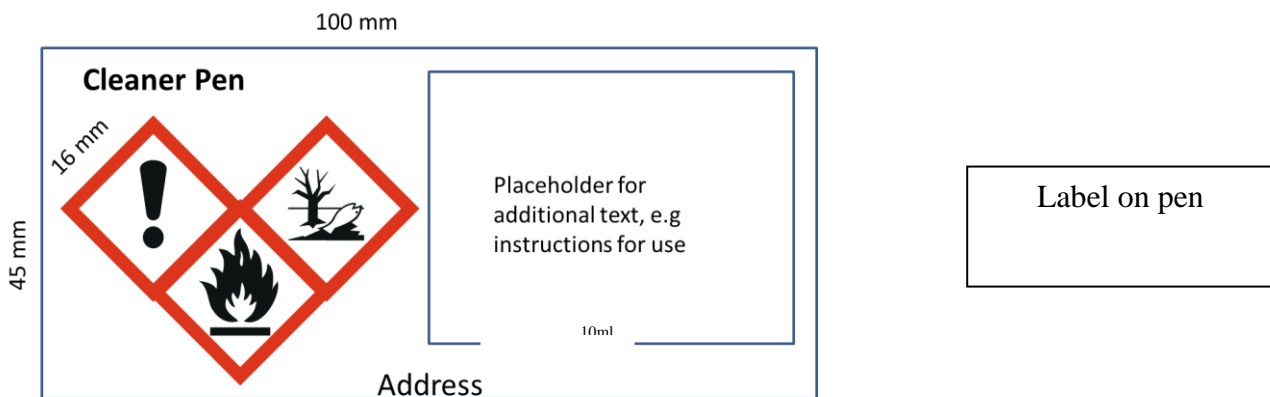 100 mm
Cleaner Pen
16 mm
45 mm
Placeholder for
additional text, e.g
instructions for use
10ml
Address
Label on pen